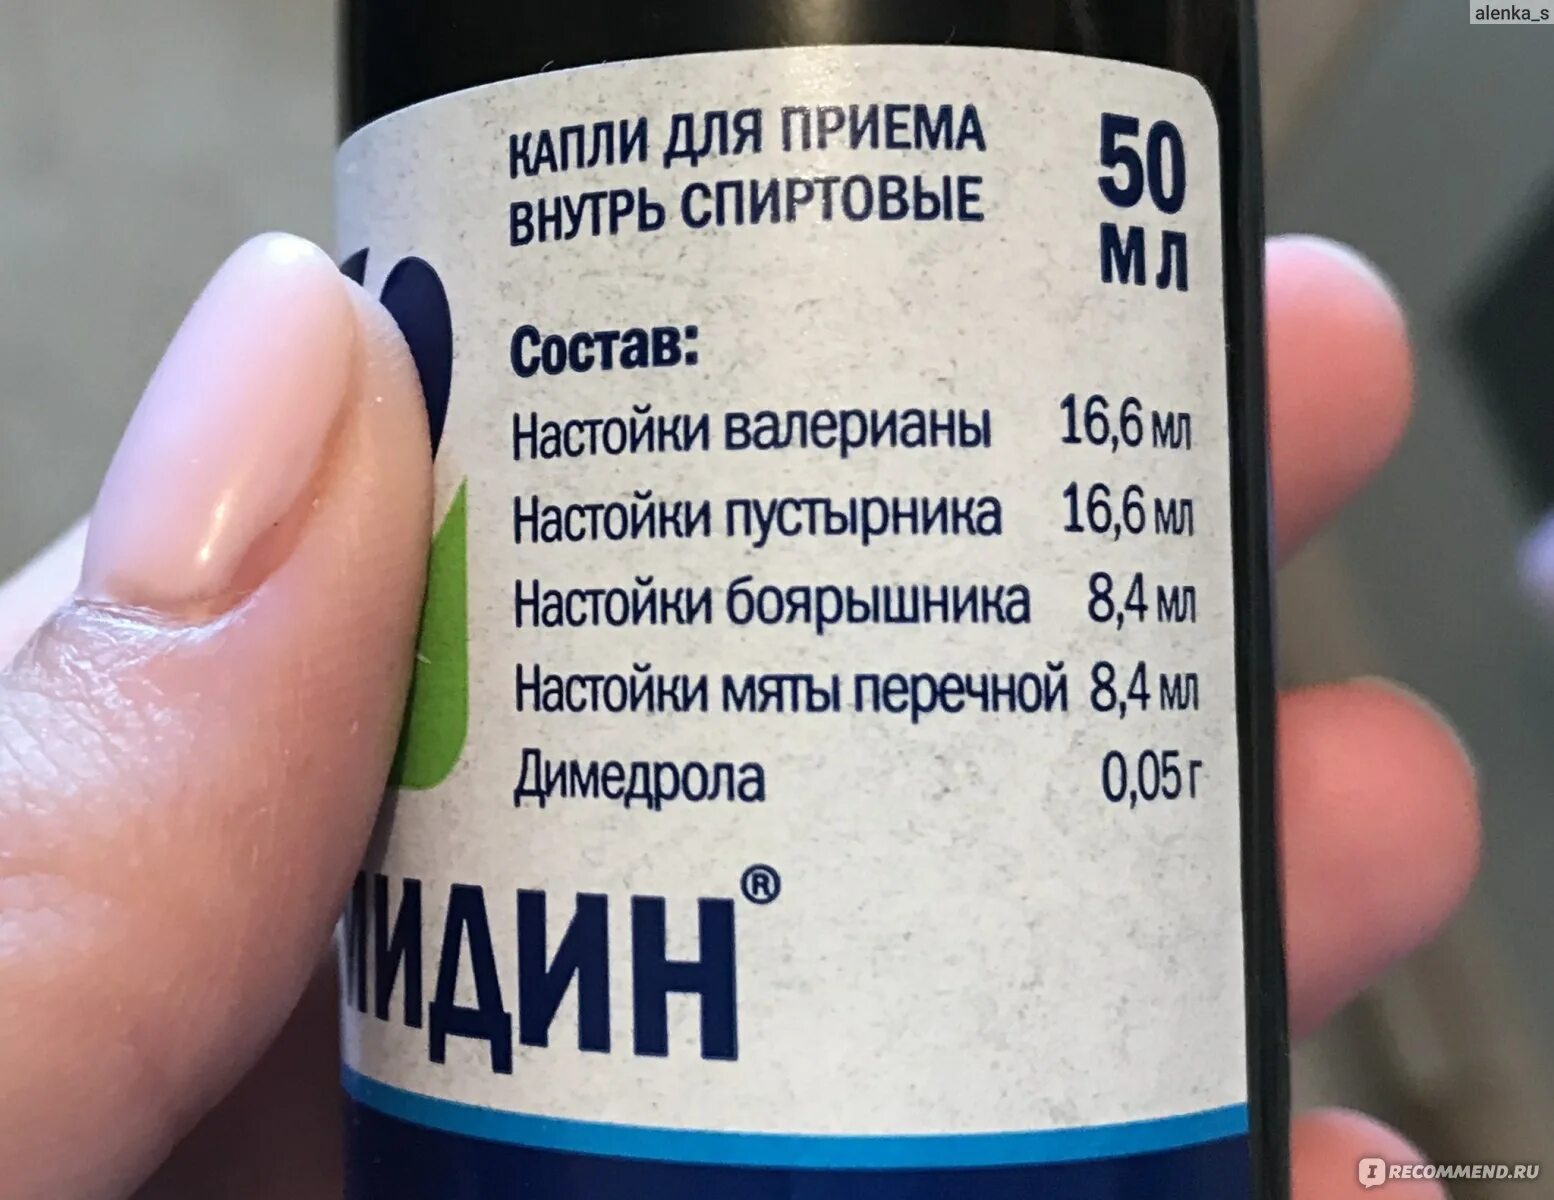 alenka_s
КАПЛИ ДЛЯ ПРИЕМА
ВНУТРЬ СПИРТОВЫЕ
50
МЛ
Состав:
Настойки валерианы 16,6 мл
Настойки пустырника 16,6 мл
Настойки боярышника 8,4 мл
Настойки мяты перечной 8,4 мл
Димедрола 0,05 г
ИДИН®
IRECOMMEND.RU